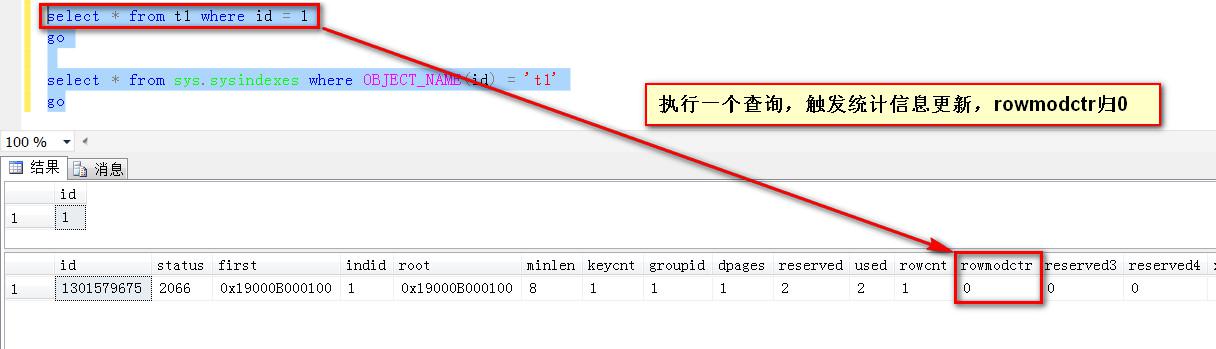 select * from t1 where id = 1
go
select * from sys.sysindexes where OBJECT_NAME(id) = 't1'
go
执行一个查询，触发统计信息更新，rowmodctr归0
100 %
结果 消息
id
1 1
id status first indid root minlen keycnt groupid dpages reserved used rowcnt rowmodctr reserved3 reserved4
1 1301579675 2066 0x19000B000100 1 0x19000B000100 8 1 1 1 2 2 1 0 0 0